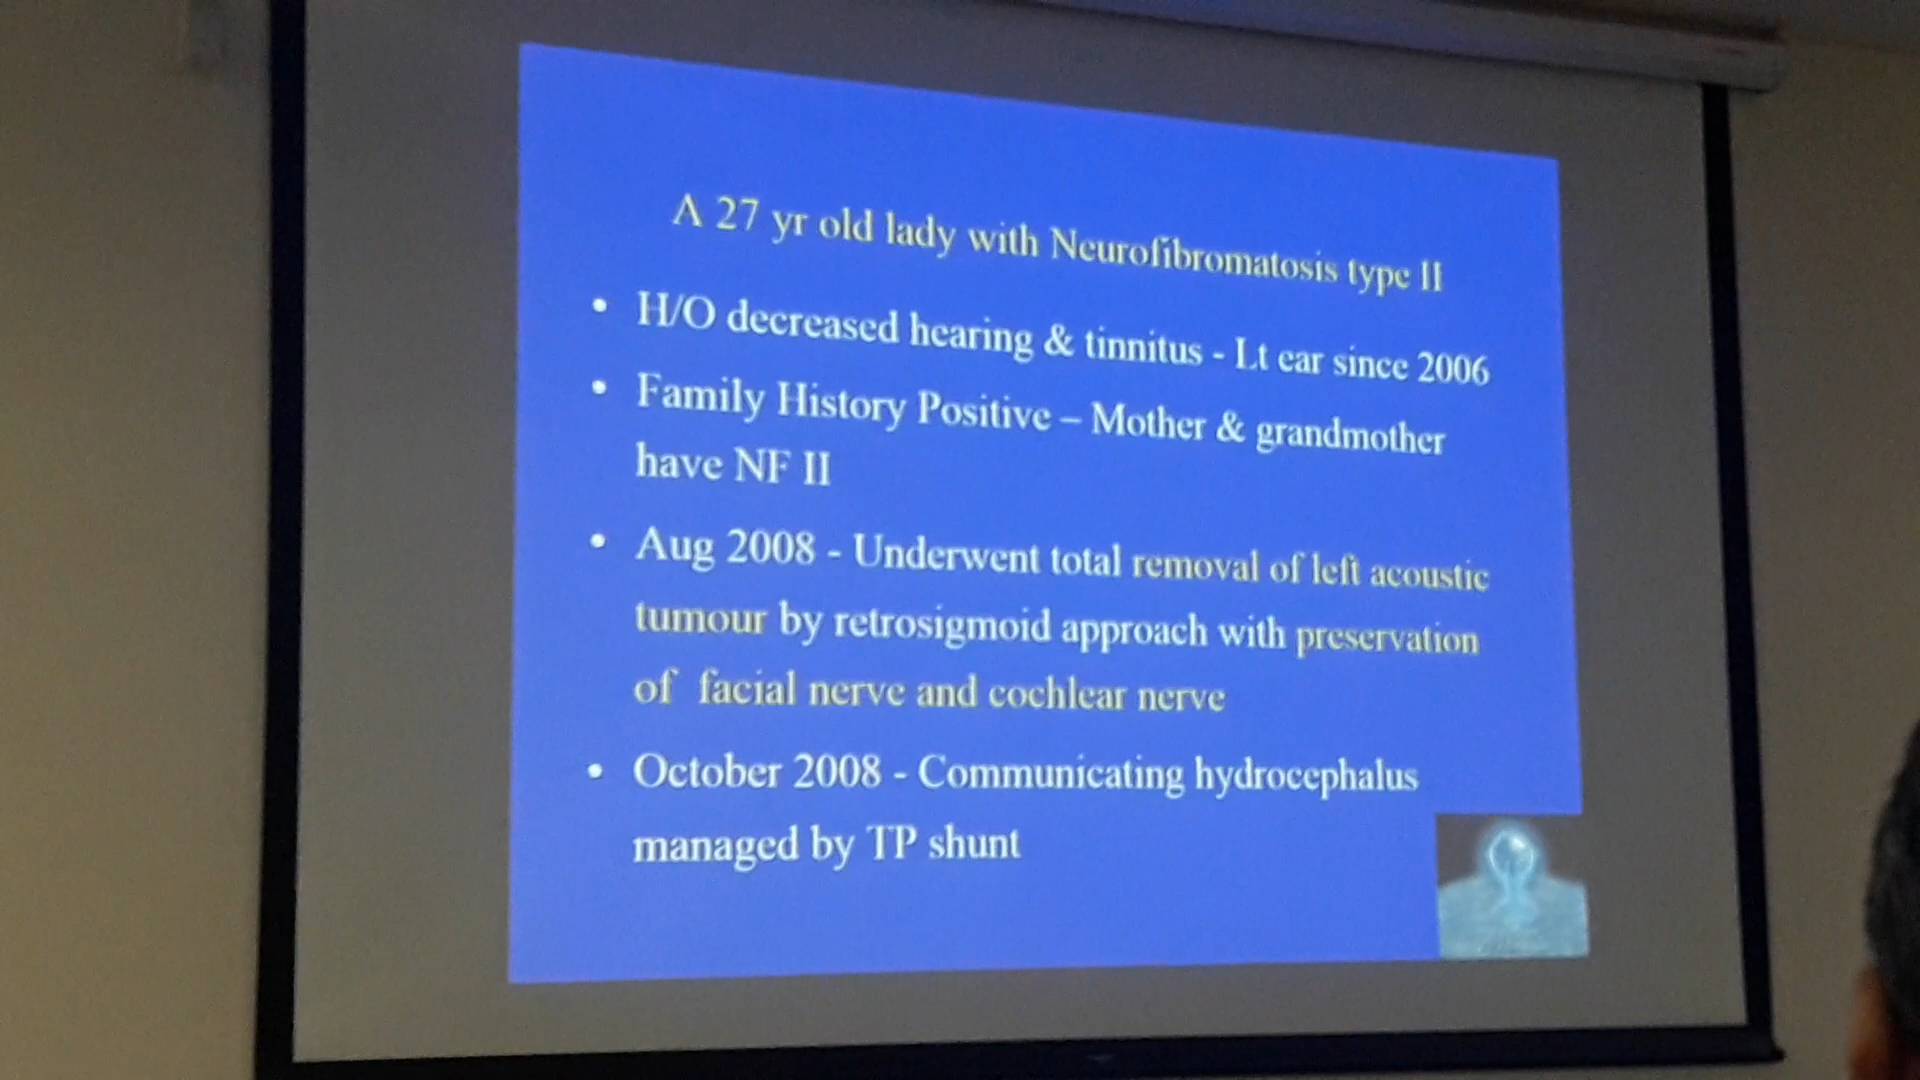 A 27 yr old lady with Neurofibromatosis type II
• H/O decreased hearing & tinnitus - Lt ear since 2006
• Family History Positive – Mother & grandmother
have NF II
• Aug 2008 - Underwent total removal of left acoustic
tumour by retrosigmoid approach with preservation
of facial nerve and cochlear nerve
• October 2008 - Communicating hydrocephalus
managed by TP shunt